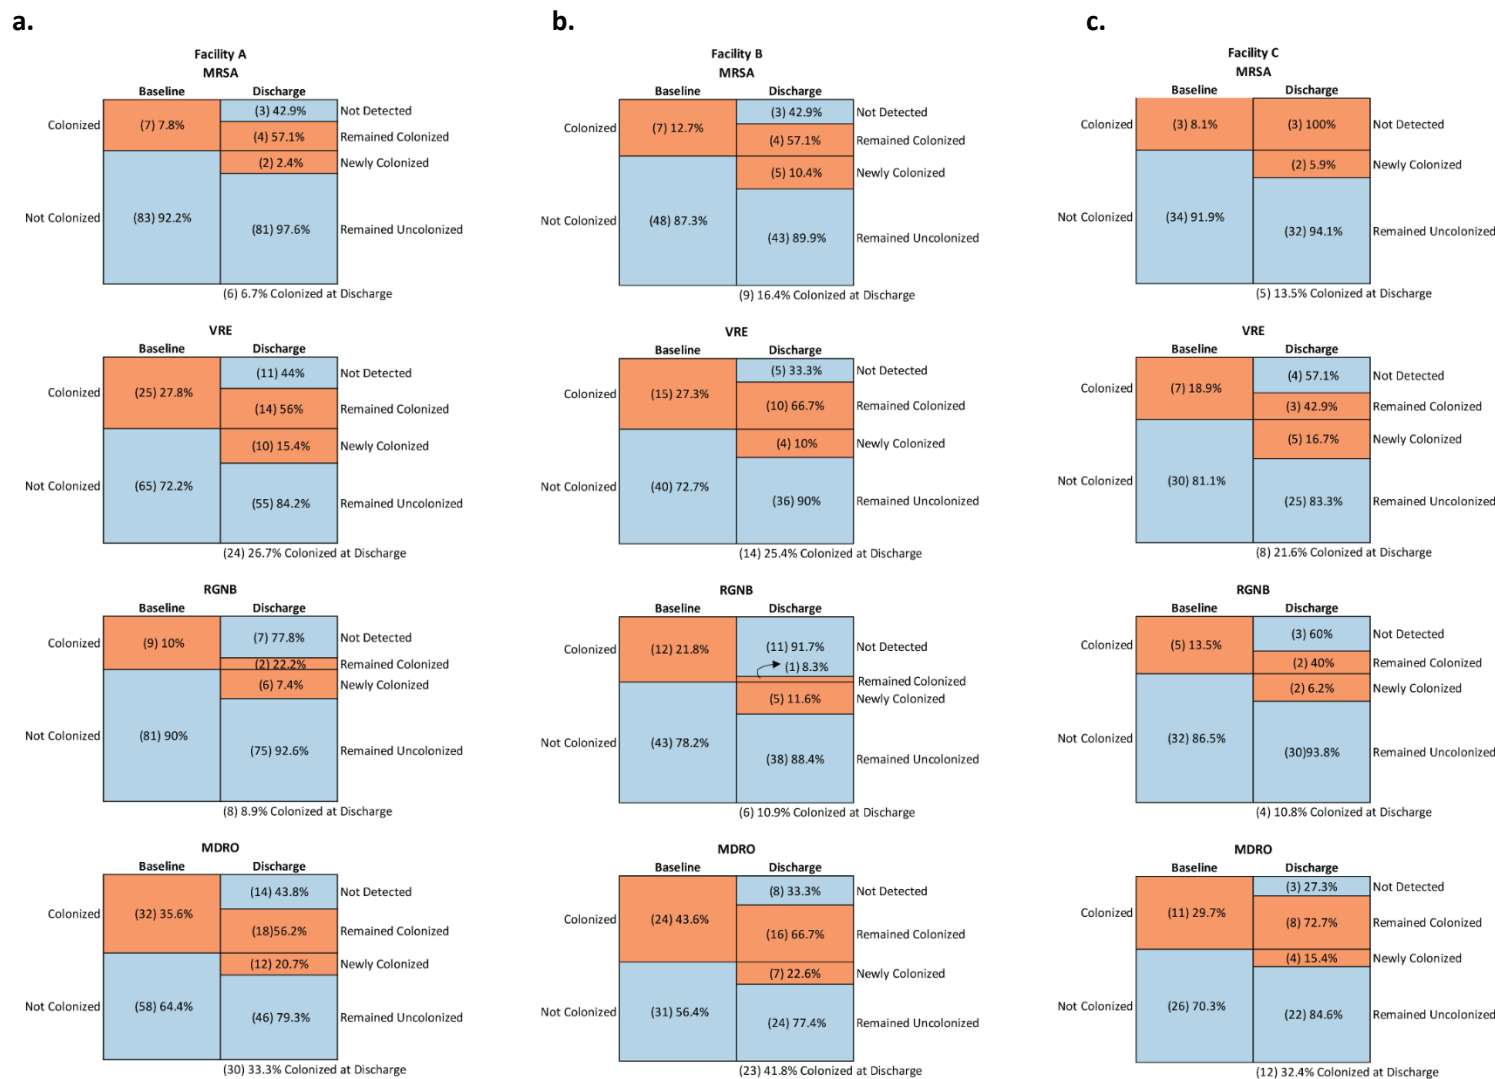 a.
Facility A
MRSA
Baseline Discharge
Colonized (7) 7.8% (3) 42.9% Not Detected
(4) 57.1% Remained Colonized
(2) 2.4% Newly Colonized
Not Colonized (83) 92.2% (81) 97.6% Remained Uncolonized
(6) 6.7% Colonized at Discharge
VRE
Baseline Discharge
Colonized (25) 27.8% (11) 44% Not Detected
(14) 56% Remained Colonized
(10) 15.4% Newly Colonized
Not Colonized (65) 72.2% (55) 84.2% Remained Uncolonized
(24) 26.7% Colonized at Discharge
RGNB
Baseline Discharge
Colonized (9) 10% (7) 77.8% Not Detected
(2) 22.2% Remained Colonized
(6) 7.4% Newly Colonized
Not Colonized (81) 90% (75) 92.6% Remained Uncolonized
(8) 8.9% Colonized at Discharge
MDRO
Baseline Discharge
Colonized (32) 35.6% (14) 43.8% Not Detected
(18)56.2% Remained Colonized
(12) 20.7% Newly Colonized
Not Colonized (58) 64.4% (46) 79.3% Remained Uncolonized
(30) 33.3% Colonized at Discharge
b.
Facility B
MRSA
Baseline Discharge
Colonized (7) 12.7% (3) 42.9% Not Detected
(4) 57.1% Remained Colonized
(5) 10.4% Newly Colonized
Not Colonized (48) 87.3% (43) 89.9% Remained Uncolonized
(9) 16.4% Colonized at Discharge
VRE
Baseline Discharge
Colonized (15) 27.3% (5) 33.3% Not Detected
(10) 66.7% Remained Colonized
(4) 10% Newly Colonized
Not Colonized (40) 72.7% (36) 90% Remained Uncolonized
(14) 25.4% Colonized at Discharge
RGNB
Baseline Discharge
Colonized (12) 21.8% (11) 91.7% Not Detected
(1) 8.3%
Remained Colonized
(5) 11.6% Newly Colonized
Not Colonized (43) 78.2% (38) 88.4% Remained Uncolonized
(6) 10.9% Colonized at Discharge
MDRO
Baseline Discharge
Colonized (24) 43.6% (8) 33.3% Not Detected
(16) 66.7% Remained Colonized
(7) 22.6% Newly Colonized
Not Colonized (31) 56.4% (24) 77.4% Remained Uncolonized
(23) 41.8% Colonized at Discharge
c.
Facility C
MRSA
Baseline Discharge
Colonized (3) 8.1% (3) 100% Not Detected
(2) 5.9% Newly Colonized
Not Colonized (34) 91.9% (32) 94.1% Remained Uncolonized
(5) 13.5% Colonized at Discharge
VRE
Baseline Discharge
Colonized (7) 18.9% (4) 57.1% Not Detected
(3) 42.9% Remained Colonized
(5) 16.7% Newly Colonized
Not Colonized (30) 81.1% (25) 83.3% Remained Uncolonized
(8) 21.6% Colonized at Discharge
RGNB
Baseline Discharge
Colonized (5) 13.5% (3) 60% Not Detected
(2) 40% Remained Colonized
(2) 6.2% Newly Colonized
Not Colonized (32) 86.5% (30)93.8% Remained Uncolonized
(4) 10.8% Colonized at Discharge
MDRO
Baseline Discharge
Colonized (11) 29.7% (3) 27.3% Not Detected
(8) 72.7% Remained Colonized
(4) 15.4% Newly Colonized
Not Colonized (26) 70.3% (22) 84.6% Remained Uncolonized
(12) 32.4% Colonized at Discharge